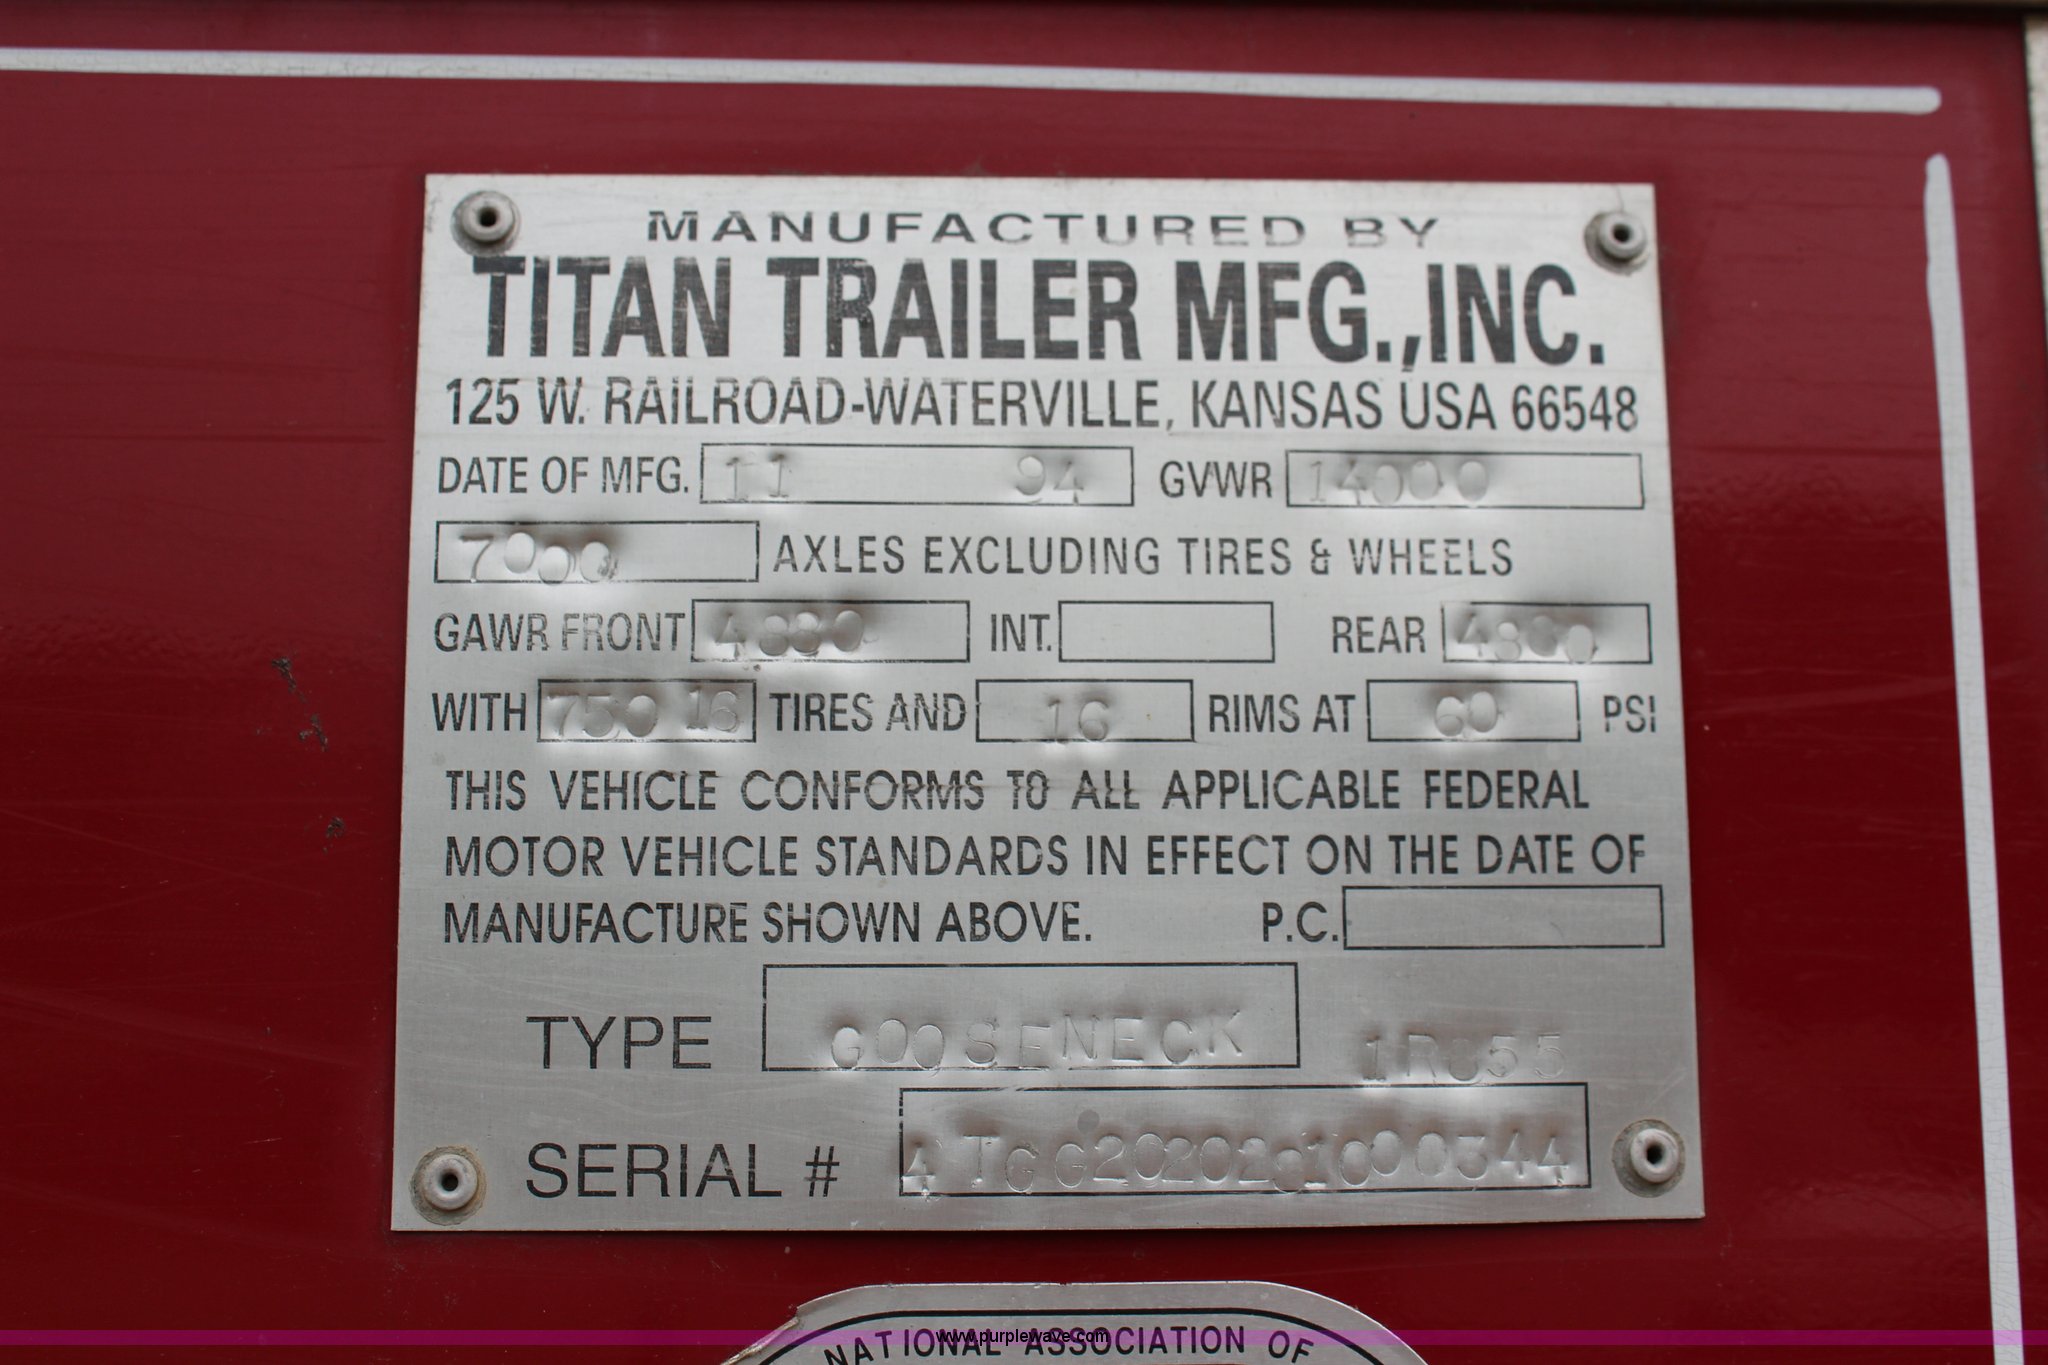 MANUFACTURED BY
TITAN TRAILER MFG.,INC.
125 W. RAILROAD-WATERVILLE, KANSAS USA 66548
DATE OF MFG. 11 94 GVWR 14000
7000 AXLES EXCLUDING TIRES & WHEELS
GAWR FRONT 4880 INT. REAR
WITH 750 16 TIRES AND 16 RIMS AT 60 PSI
THIS VEHICLE CONFORMS TO ALL APPLICABLE FEDERAL
MOTOR VEHICLE STANDARDS IN EFFECT ON THE DATE OF
MANUFACTURE SHOWN ABOVE. P.C.
TYPE GOOSENECK
SERIAL #
NATIONAL ASSOCIATION OF
www.purplewave.com